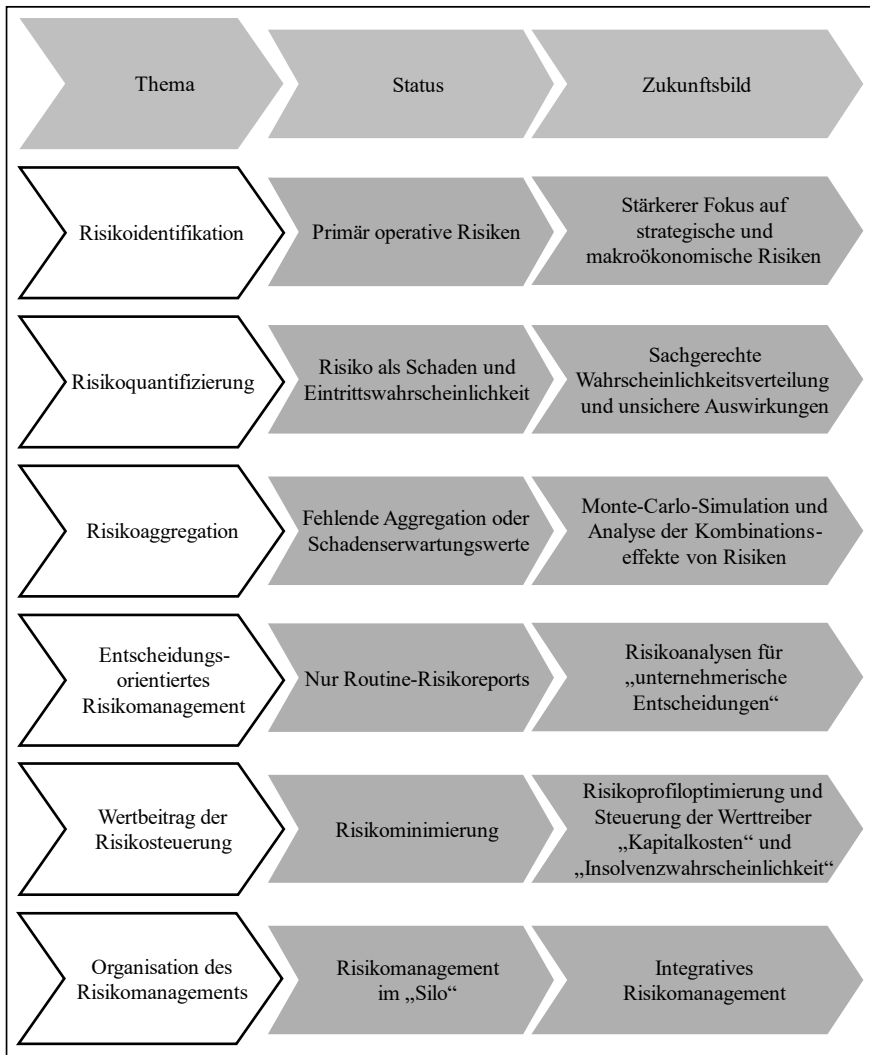 Thema
Status
Zukunftsbild
Risikoidentifikation
Primär operative Risiken
Stärkerer Fokus auf
strategische und
makroökonomische Risiken
Risikoquantifizierung
Risiko als Schaden und
Eintrittswahrscheinlichkeit
Sachgerechte
Wahrscheinlichkeitsverteilung
und unsichere Auswirkungen
Risikoaggregation
Fehlende Aggregation oder
Schadenserwartungswerte
Monte-Carlo-Simulation und
Analyse der Kombinations-
effekte von Risiken
Entscheidungs-
orientiertes
Risikomanagement
Nur Routine-Risikoreports
Risikoanalysen für
„unternehmerische
Entscheidungen“
Wertbeitrag der
Risikosteuerung
Risikominimierung
Risikoprofiloptimierung und
Steuerung der Werttreiber
„Kapitalkosten“ und
„Insolvenzwahrscheinlichkeit“
Organisation des
Risikomanagements
Risikomanagement
im „Silo“
Integratives
Risikomanagement